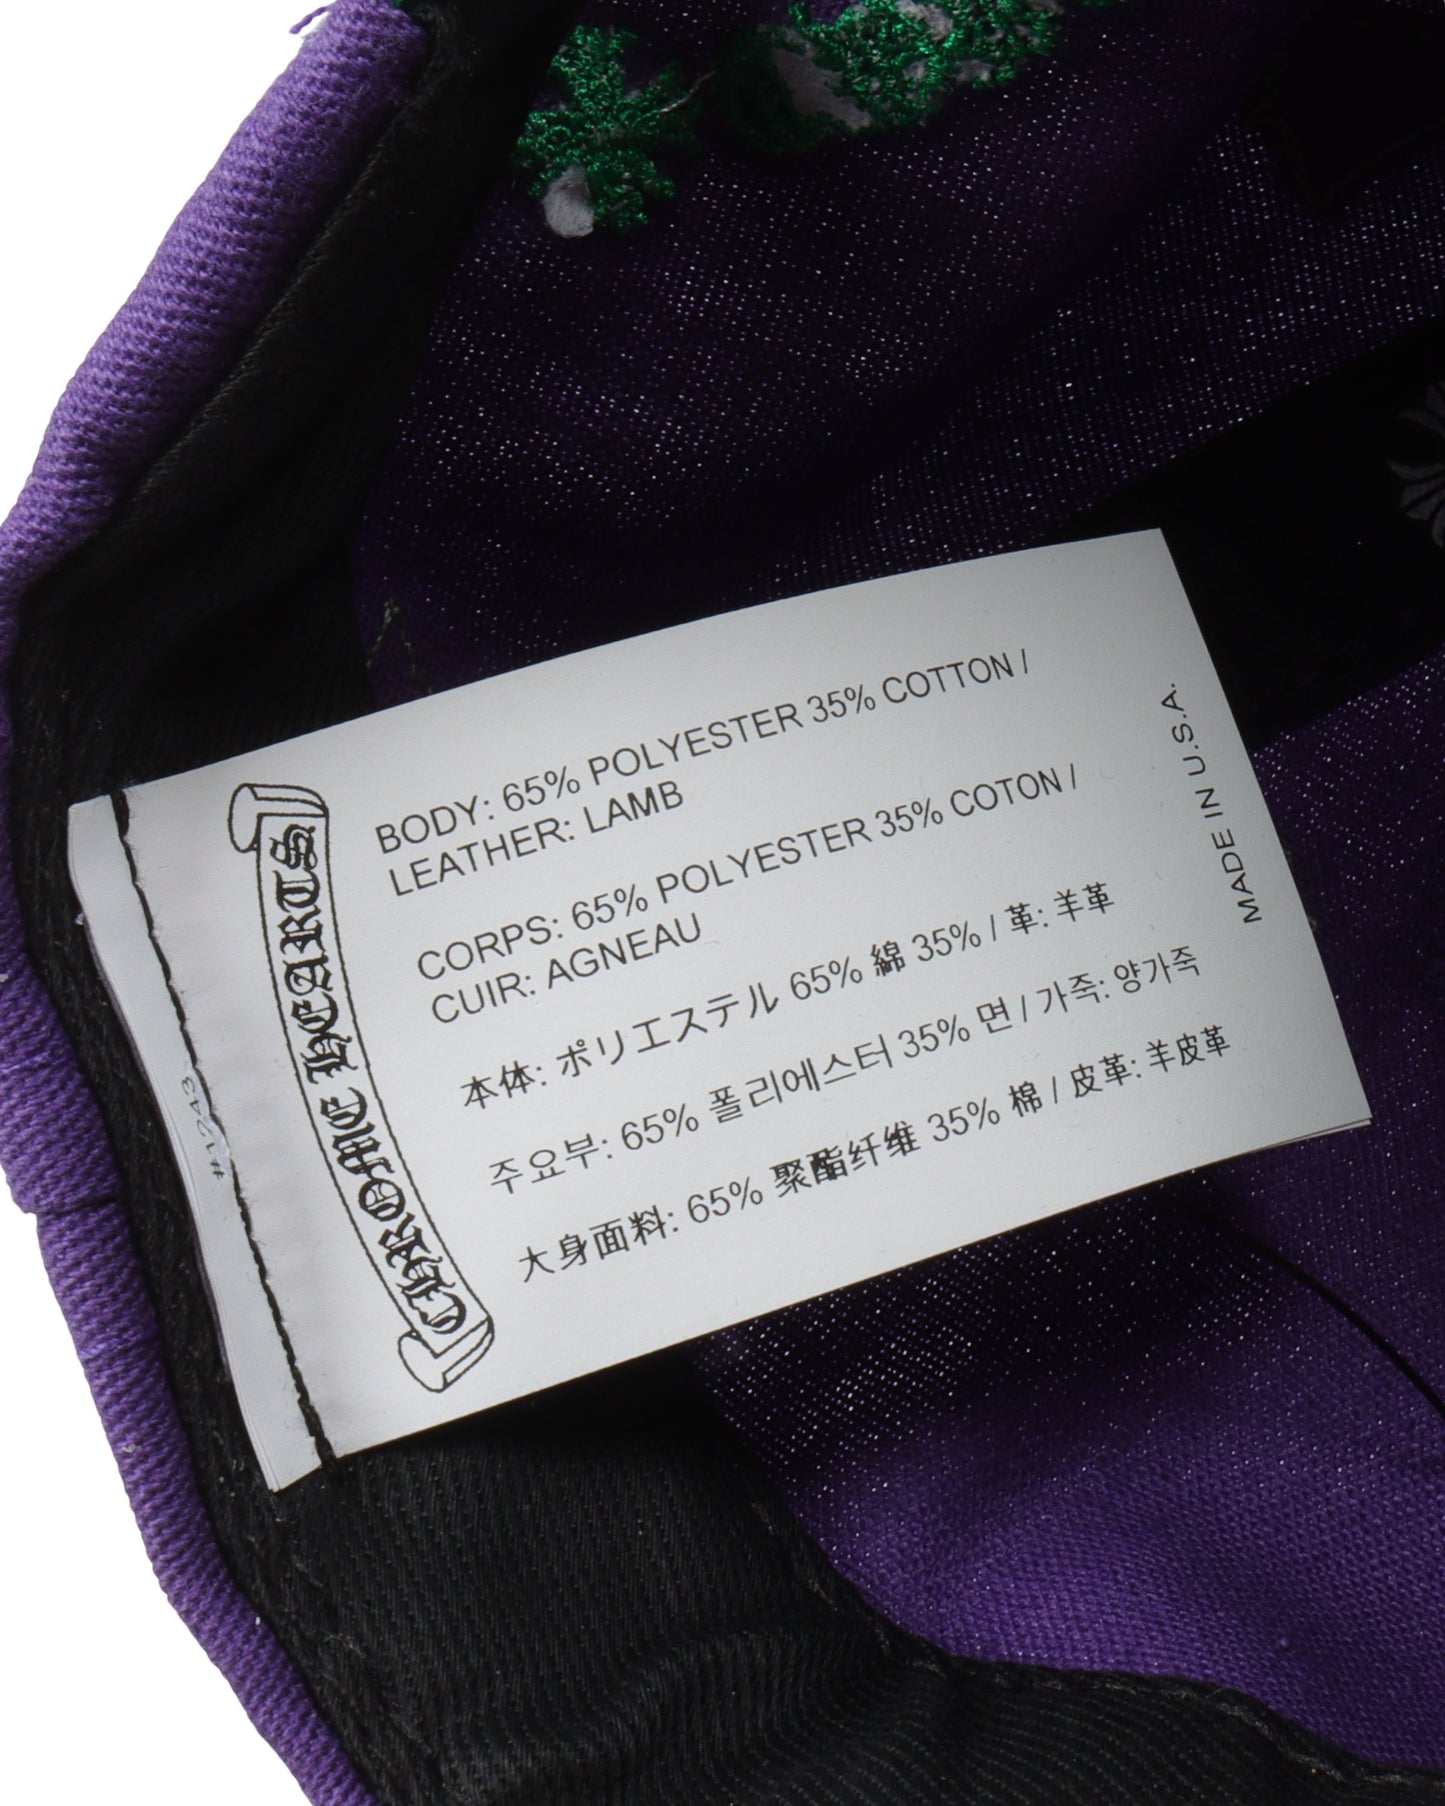 CHROME HEARTS
BODY: 65% POLYESTER 35% COTTON /
LEATHER: LAMB
CORPS: 65% POLYESTER 35% COTON /
CUIR: AGNEAU
本体: ポリエステル 65% 綿 35% / 革: 羊革
주요부: 65% 폴리에스터 35% 면 / 가죽: 양가죽
大身面料: 65% 聚酯纤维 35% 棉 / 皮革: 羊皮革
MADE IN U.S.A.
#1243